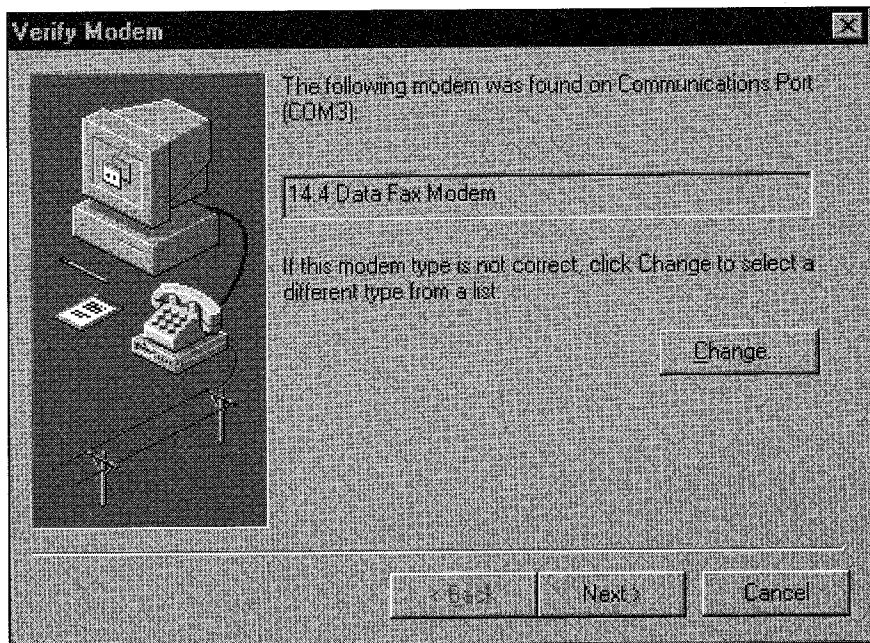 Verify Modem
The following modem was found on Communications Port
(COM3):
14.4 Data Fax Modem
If this modem type is not correct, click Change to select a
different type from a list.
Change...
< Back
Next >
Cancel